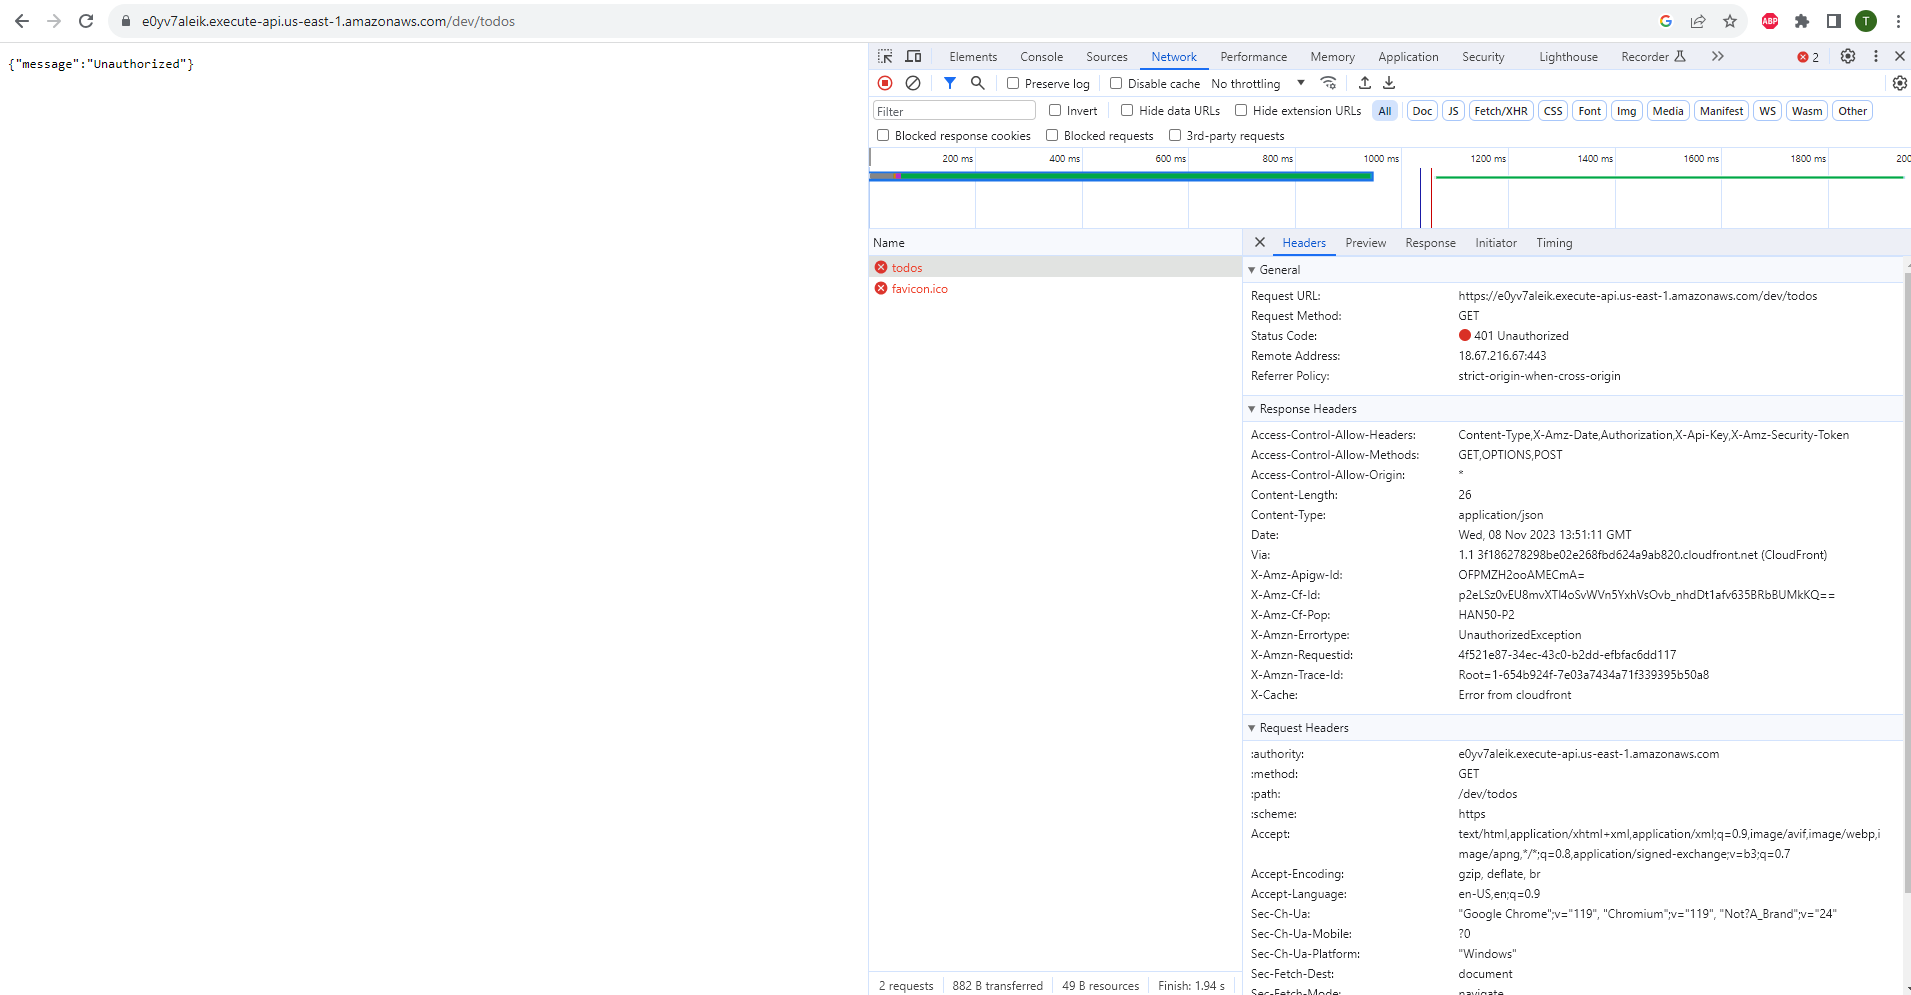 e0yv7aleik.execute-api.us-east-1.amazonaws.com/dev/todos
ABP
T
{"message":"Unauthorized"}
Elements Console Sources Network Performance Memory Application Security Lighthouse Recorder 2
Preserve log Disable cache No throttling
Filter Invert Hide data URLs Hide extension URLs All Doc JS Fetch/XHR CSS Font Img Media Manifest WS Wasm Other
Blocked response cookies Blocked requests 3rd-party requests
200 ms 400 ms 600 ms 800 ms 1000 ms 1200 ms 1400 ms 1600 ms 1800 ms 200
Name
todos
favicon.ico
Headers Preview Response Initiator Timing
General
Request URL: https://e0yv7aleik.execute-api.us-east-1.amazonaws.com/dev/todos
Request Method: GET
Status Code: 401 Unauthorized
Remote Address: 18.67.216.67:443
Referrer Policy: strict-origin-when-cross-origin
Response Headers
Access-Control-Allow-Headers: Content-Type,X-Amz-Date,Authorization,X-Api-Key,X-Amz-Security-Token
Access-Control-Allow-Methods: GET,OPTIONS,POST
Access-Control-Allow-Origin: *
Content-Length: 26
Content-Type: application/json
Date: Wed, 08 Nov 2023 13:51:11 GMT
Via: 1.1 3f186278298be02e268fbd624a9ab820.cloudfront.net (CloudFront)
X-Amz-Apigw-Id: OFPMZH2ooAMECmA=
X-Amz-Cf-Id: p2eLSz0vEU8mvXTl4oSvWVn5YxhVsOvb_nhdDt1afv635BRbBUMkKQ==
X-Amz-Cf-Pop: HAN50-P2
X-Amzn-Errortype: UnauthorizedException
X-Amzn-Requestid: 4f521e87-34ec-43c0-b2dd-efbfac6dd117
X-Amzn-Trace-Id: Root=1-654b924f-7e03a7434a71f339395b50a8
X-Cache: Error from cloudfront
Request Headers
:authority: e0yv7aleik.execute-api.us-east-1.amazonaws.com
:method: GET
:path: /dev/todos
:scheme: https
Accept: text/html,application/xhtml+xml,application/xml;q=0.9,image/avif,image/webp,i
mage/apng,*/*;q=0.8,application/signed-exchange;v=b3;q=0.7
Accept-Encoding: gzip, deflate, br
Accept-Language: en-US,en;q=0.9
Sec-Ch-Ua: "Google Chrome";v="119", "Chromium";v="119", "Not?A_Brand";v="24"
Sec-Ch-Ua-Mobile: ?0
Sec-Ch-Ua-Platform: "Windows"
Sec-Fetch-Dest: document
Sec-Fetch-Mode: navigate
2 requests 882 B transferred 49 B resources Finish: 1.94 s